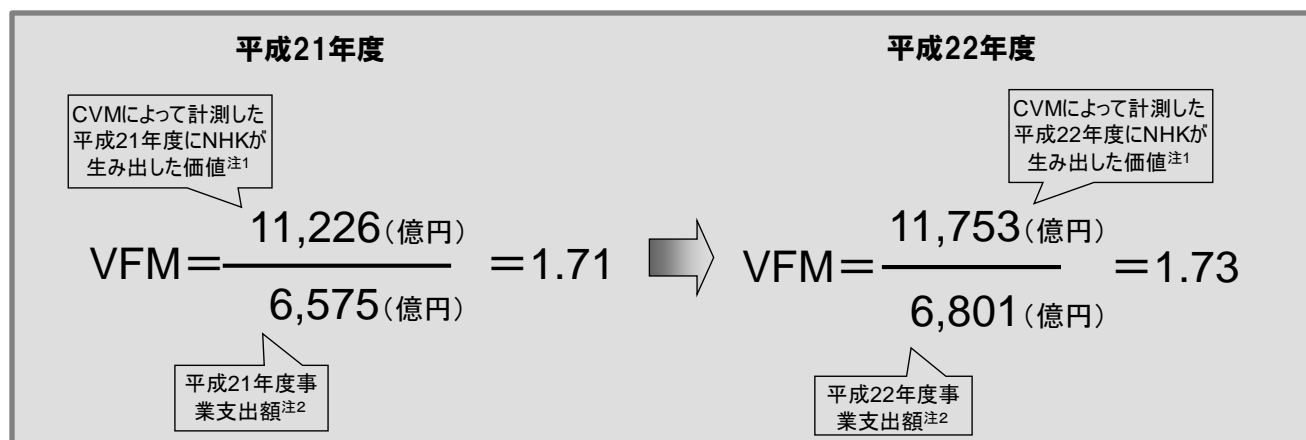 平成21年度
CVMによって計測した
平成21年度にNHKが
生み出した価値注1
VFM=
11,226(億円)
6,575(億円)
=1.71
平成21年度事
業支出額注2
平成22年度
CVMによって計測した
平成22年度にNHKが
生み出した価値注1
VFM=
11,753(億円)
6,801(億円)
=1.73
平成22年度事
業支出額注2